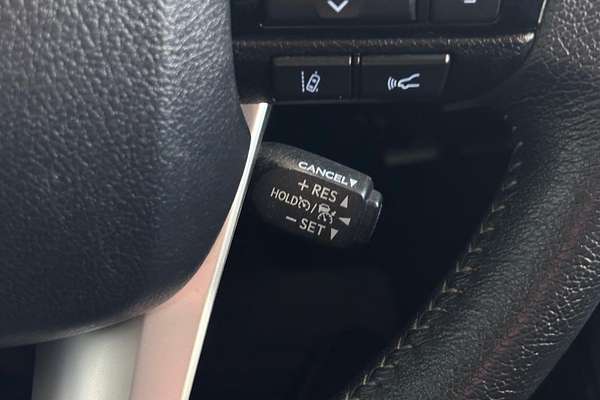 CANCEL
+ RES
HOLD /
− SET